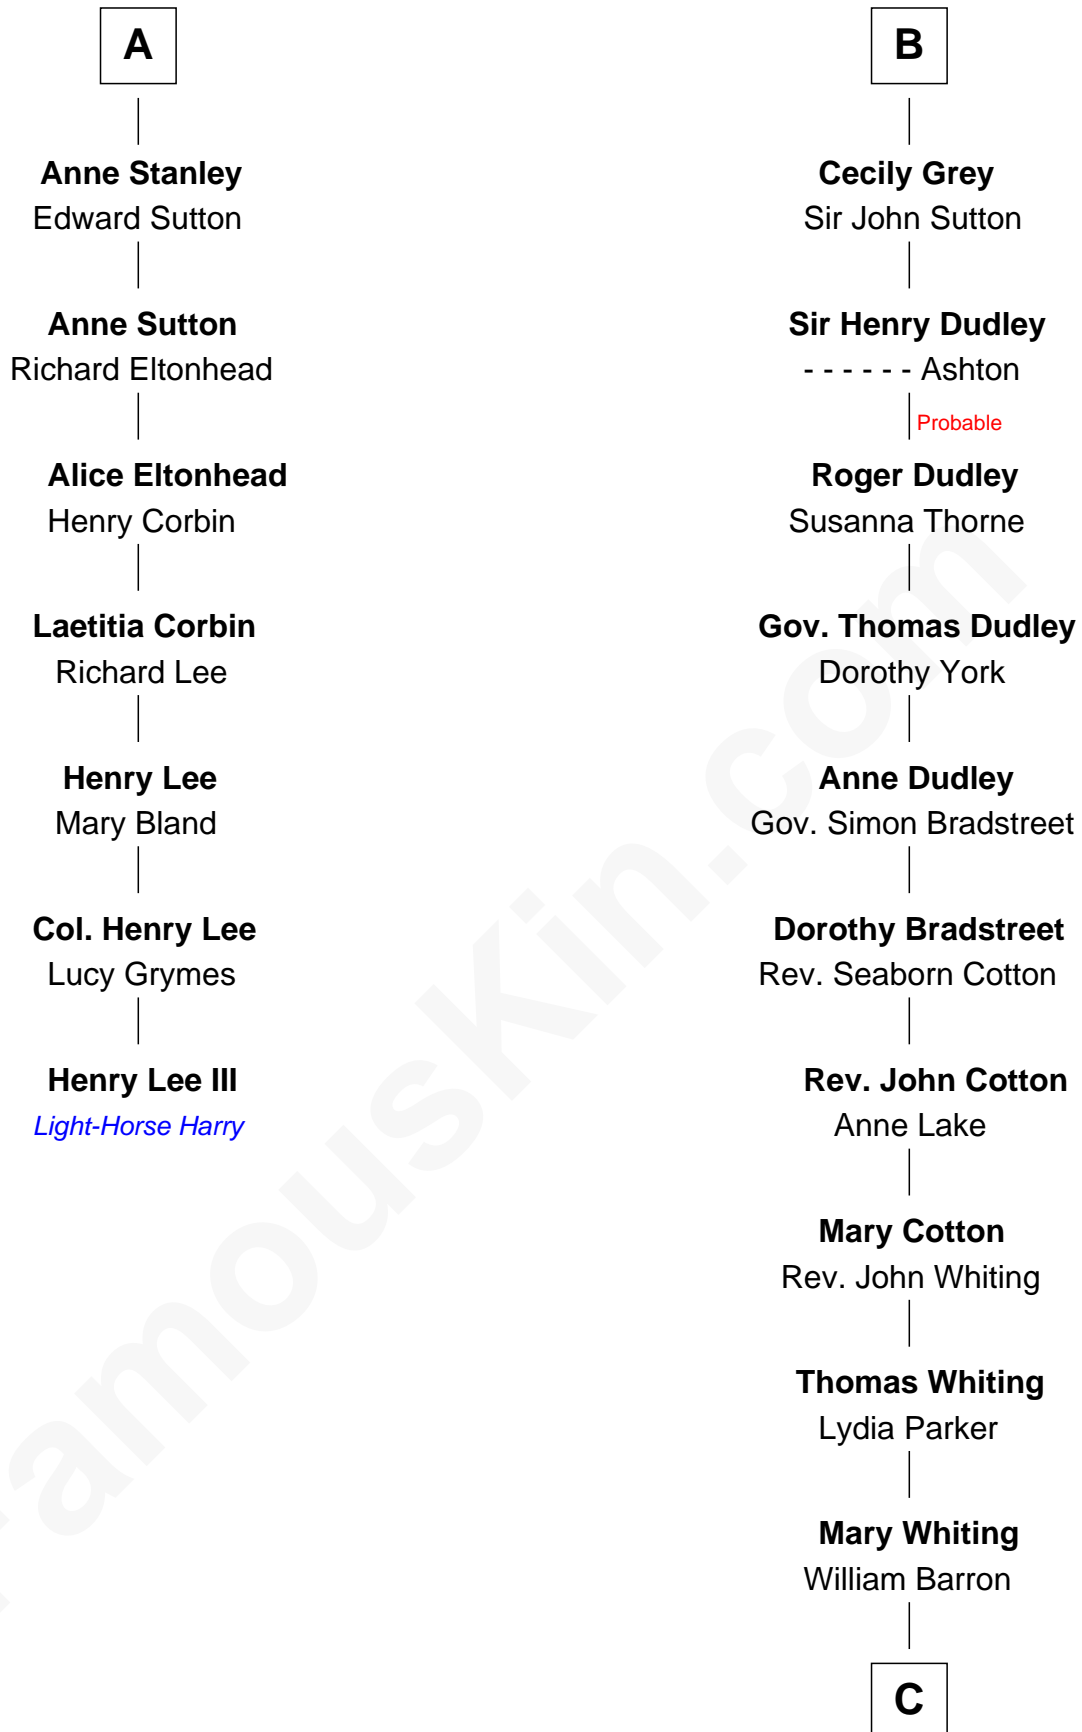 A
Anne Stanley
Edward Sutton
Anne Sutton
Richard Eltonhead
Alice Eltonhead
Henry Corbin
Laetitia Corbin
Richard Lee
Henry Lee
Mary Bland
Col. Henry Lee
Lucy Grymes
Henry Lee III
Light-Horse Harry
B
Cecily Grey
Sir John Sutton
Sir Henry Dudley
- - - - - - Ashton
Probable
Roger Dudley
Susanna Thorne
Gov. Thomas Dudley
Dorothy York
Anne Dudley
Gov. Simon Bradstreet
Dorothy Bradstreet
Rev. Seaborn Cotton
Rev. John Cotton
Anne Lake
Mary Cotton
Rev. John Whiting
Thomas Whiting
Lydia Parker
Mary Whiting
William Barron
C
FamousKin.com